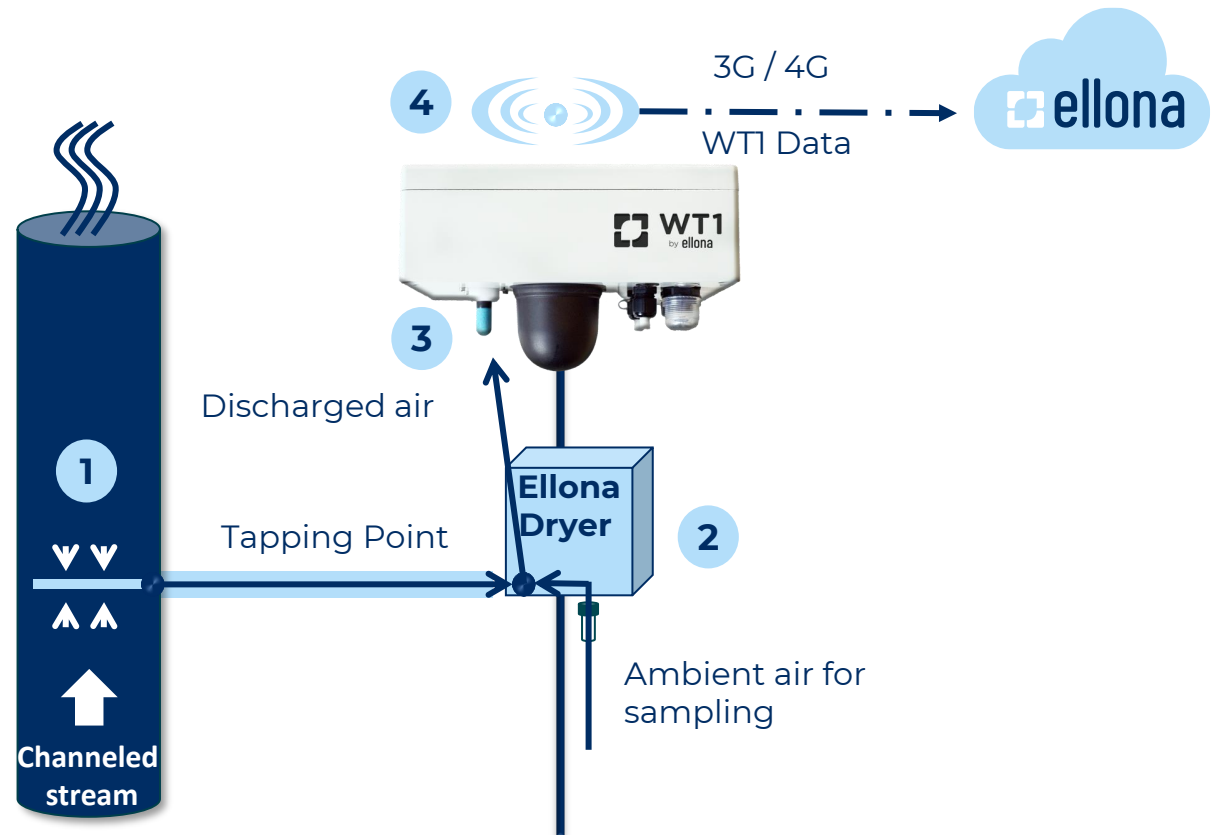 3G / 4G
4
ellona
WT1 Data
WT1
by ellona
3
Discharged air
1
Ellona
Dryer
2
Tapping Point
Ambient air for
sampling
Channeled
stream